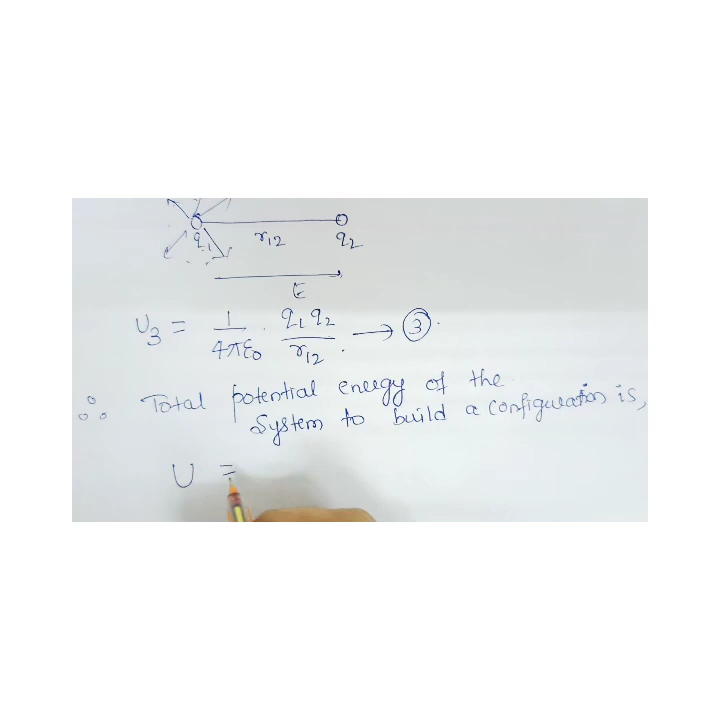 q₁ r₁₂ q₂
E
U₃ = 1/4πε₀ · q₁q₂/r₁₂ . → ③.
∴ Total potential energy of the
System to build a configuration is,
U =